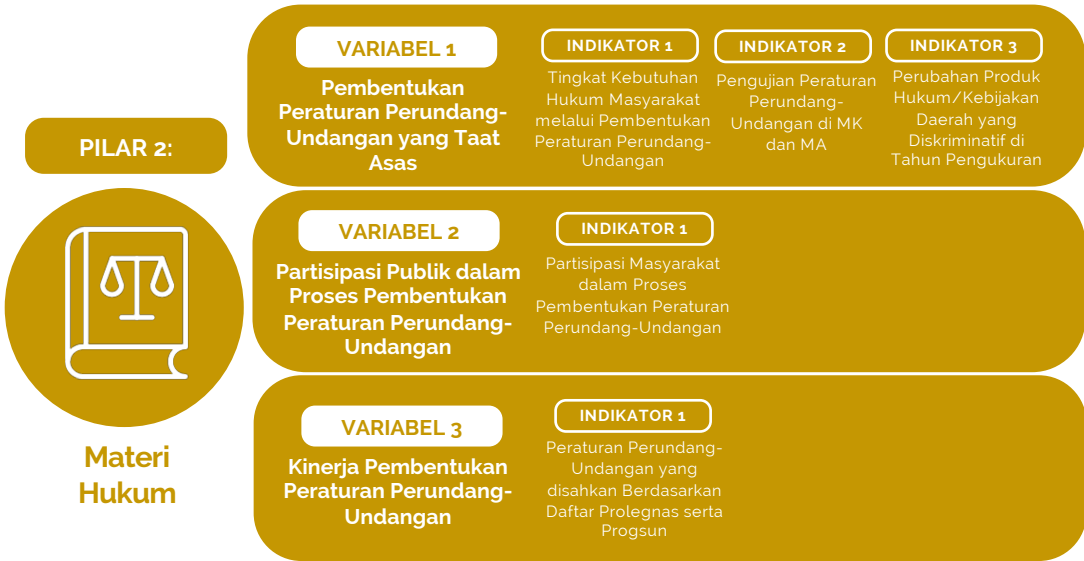 PILAR 2:
Materi
Hukum
VARIABEL 1
Pembentukan
Peraturan Perundang-
Undangan yang Taat
Asas
INDIKATOR 1
Tingkat Kebutuhan
Hukum Masyarakat
melalui Pembentukan
Peraturan Perundang-
Undangan
INDIKATOR 2
Pengujian Peraturan
Perundang-
Undangan di MK
dan MA
INDIKATOR 3
Perubahan Produk
Hukum/Kebijakan
Daerah yang
Diskriminatif di
Tahun Pengukuran
VARIABEL 2
Partisipasi Publik dalam
Proses Pembentukan
Peraturan Perundang-
Undangan
INDIKATOR 1
Partisipasi Masyarakat
dalam Proses
Pembentukan Peraturan
Perundang-Undangan
VARIABEL 3
Kinerja Pembentukan
Peraturan Perundang-
Undangan
INDIKATOR 1
Peraturan Perundang-
Undangan yang
disahkan Berdasarkan
Daftar Prolegnas serta
Progsun